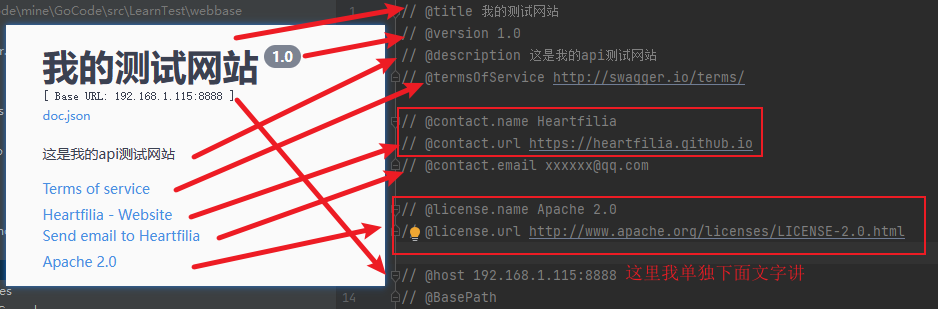 ode\mine\GoCode\src\LearnTest\webbase
我的测试网站 1.0
[ Base URL: 192.168.1.115:8888 ]
doc.json
这是我的api测试网站
Terms of service
Heartfilia - Website
Send email to Heartfilia
Apache 2.0
1
// @title 我的测试网站
// @version 1.0
// @description 这是我的api测试网站
// @termsOfService http://swagger.io/terms/
// @contact.name Heartfilia
// @contact.url https://heartfilia.github.io
// @contact.email xxxxxx@qq.com
// @license.name Apache 2.0
// @license.url http://www.apache.org/licenses/LICENSE-2.0.html
// @host 192.168.1.115:8888 这里我单独下面文字讲
14
// @BasePath